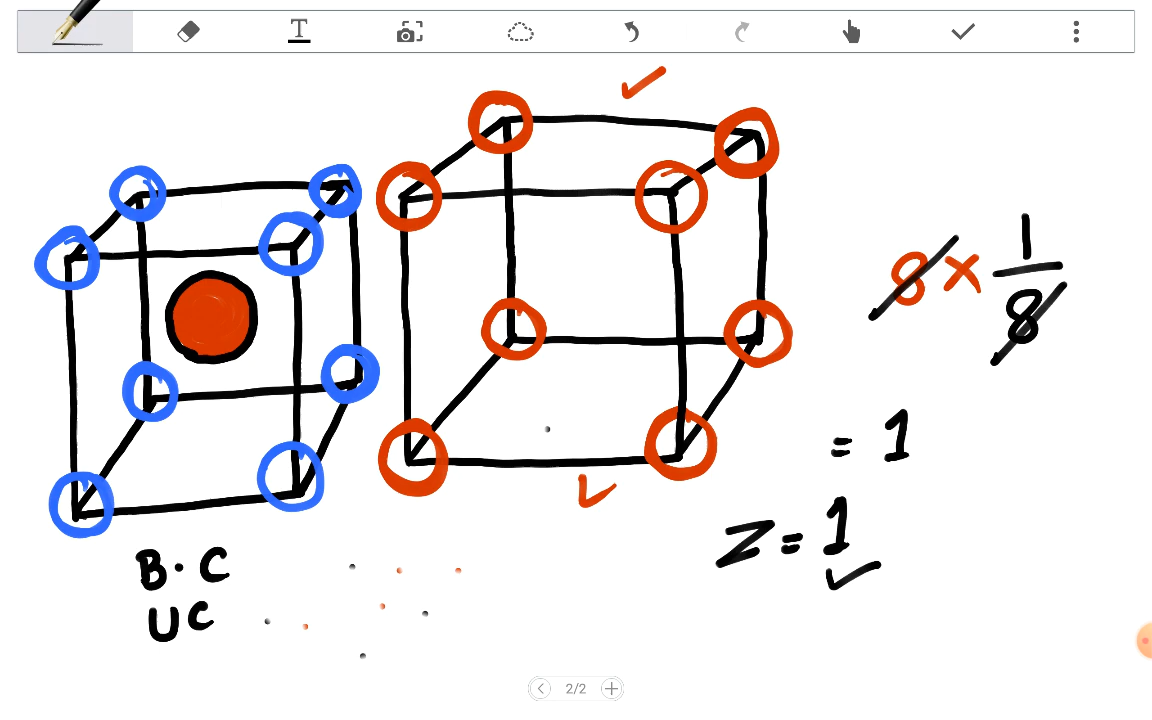 T
8 x 1/8
= 1
Z = 1
B. C
UC
2/2